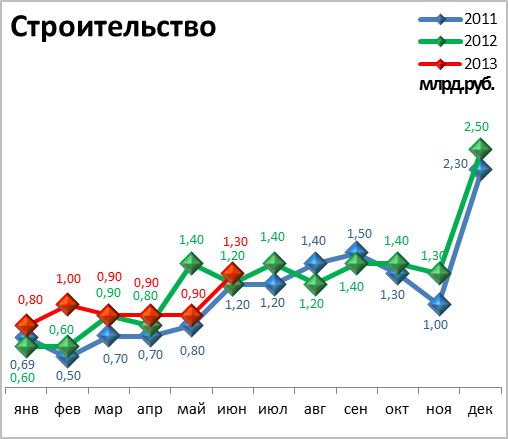 Строительство
2011
2012
2013
млрд.руб.
2,50
2,30
1,40 1,30 1,40 1,40 1,50 1,40
1,20 1,30
0,80 1,00 0,90 0,90 0,90 1,20 1,20 1,20 1,40 1,30
0,90 0,80
0,60 1,00
0,69 0,50 0,70 0,70 0,80
0,60
янв фев мар апр май июн июл авг сен окт ноя дек